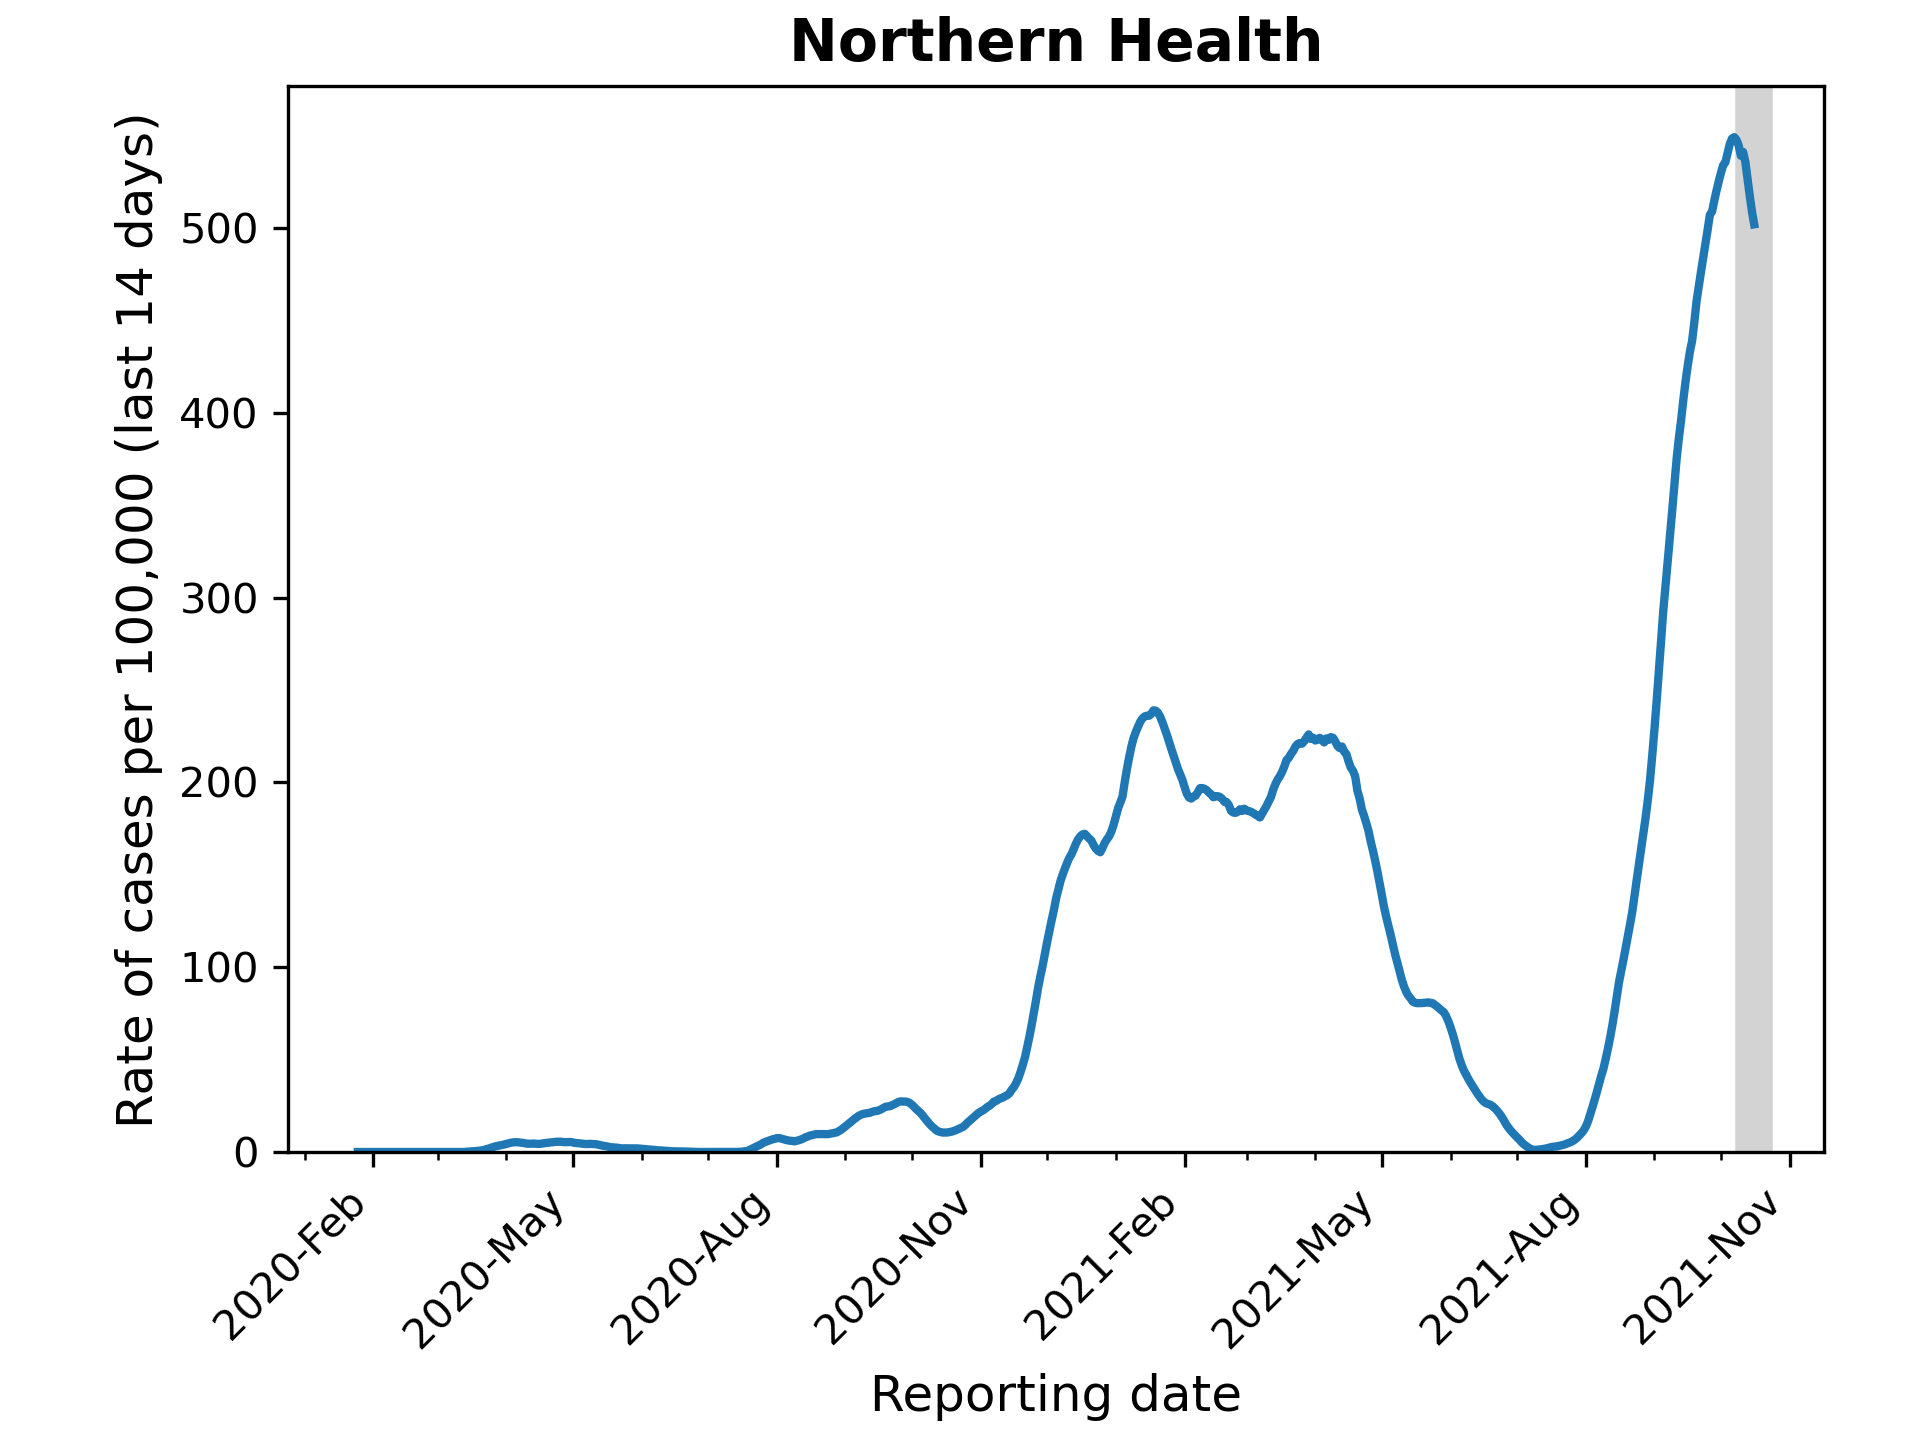 Northern Health
Rate of cases per 100,000 (last 14 days)
500
400
300
200
100
0
2020-Feb
2020-May
2020-Aug
2020-Nov
2021-Feb
2021-May
2021-Aug
2021-Nov
Reporting date